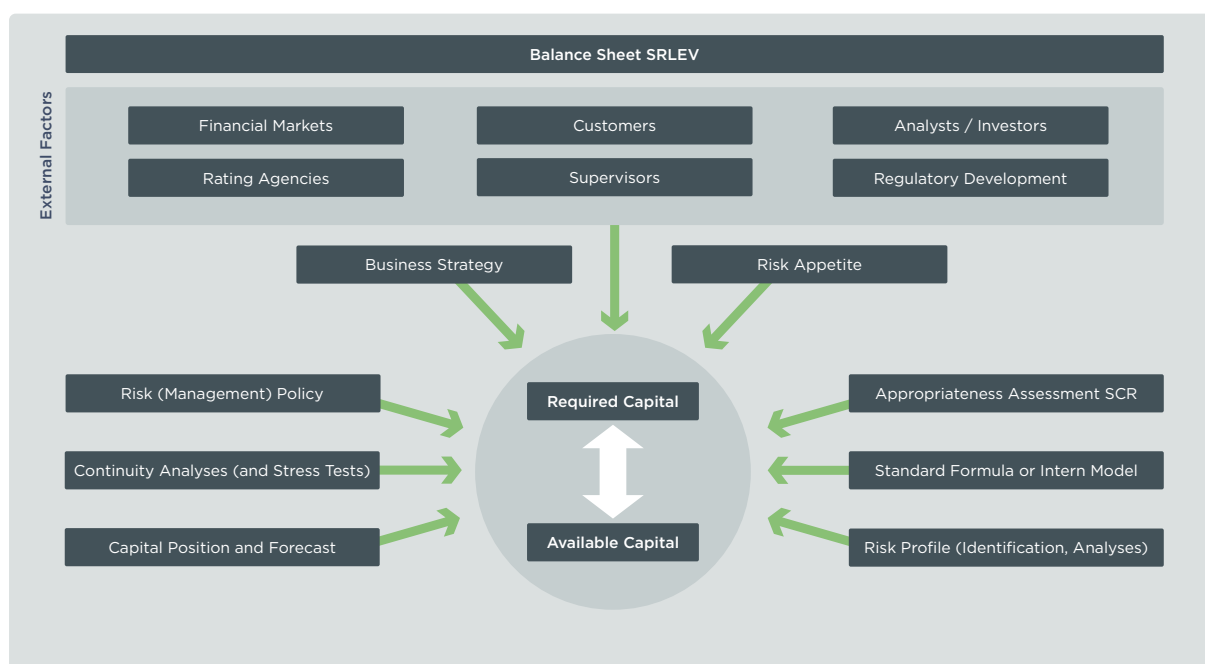 Balance Sheet SRLEV
External Factors
Financial Markets
Customers
Analysts / Investors
Rating Agencies
Supervisors
Regulatory Development
Business Strategy
Risk Appetite
Risk (Management) Policy
Required Capital
Appropriateness Assessment SCR
Continuity Analyses (and Stress Tests)
Standard Formula or Intern Model
Capital Position and Forecast
Available Capital
Risk Profile (Identification, Analyses)